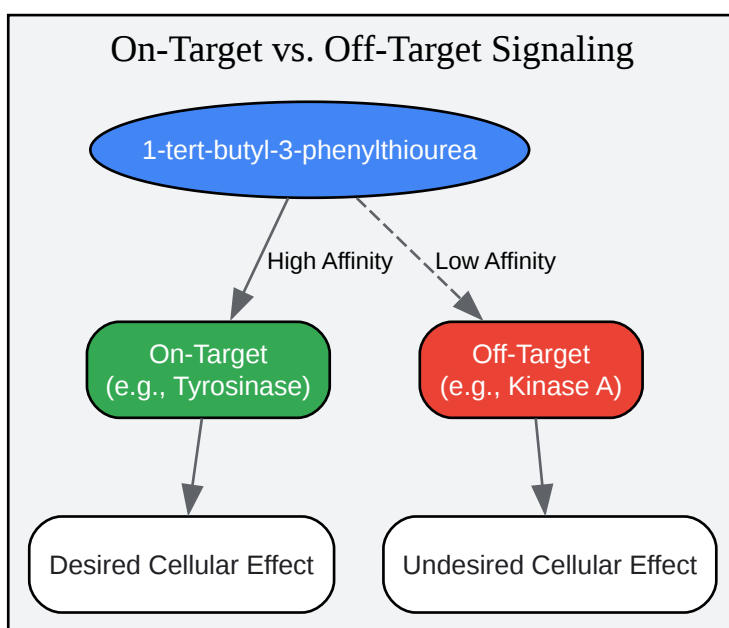 On-Target vs. Off-Target Signaling
1-tert-butyl-3-phenylthiourea
High Affinity
Low Affinity
On-Target
(e.g., Tyrosinase)
Off-Target
(e.g., Kinase A)
Desired Cellular Effect
Undesired Cellular Effect